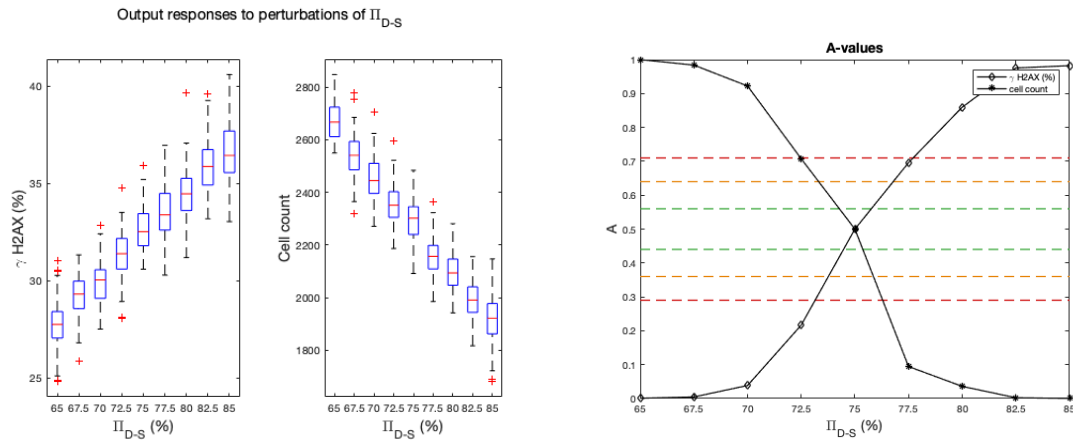 Output responses to perturbations of Π_D-S
γ H2AX (%)
40
35
30
25
65 67.5 70 72.5 75 77.5 80 82.5 85
Π_D-S (%)
Cell count
2800
2600
2400
2200
2000
1800
65 67.5 70 72.5 75 77.5 80 82.5 85
Π_D-S (%)
A-values
γ H2AX (%)
cell count
A
1
0.9
0.8
0.7
0.6
0.5
0.4
0.3
0.2
0.1
0
65 67.5 70 72.5 75 77.5 80 82.5 85
Π_D-S (%)